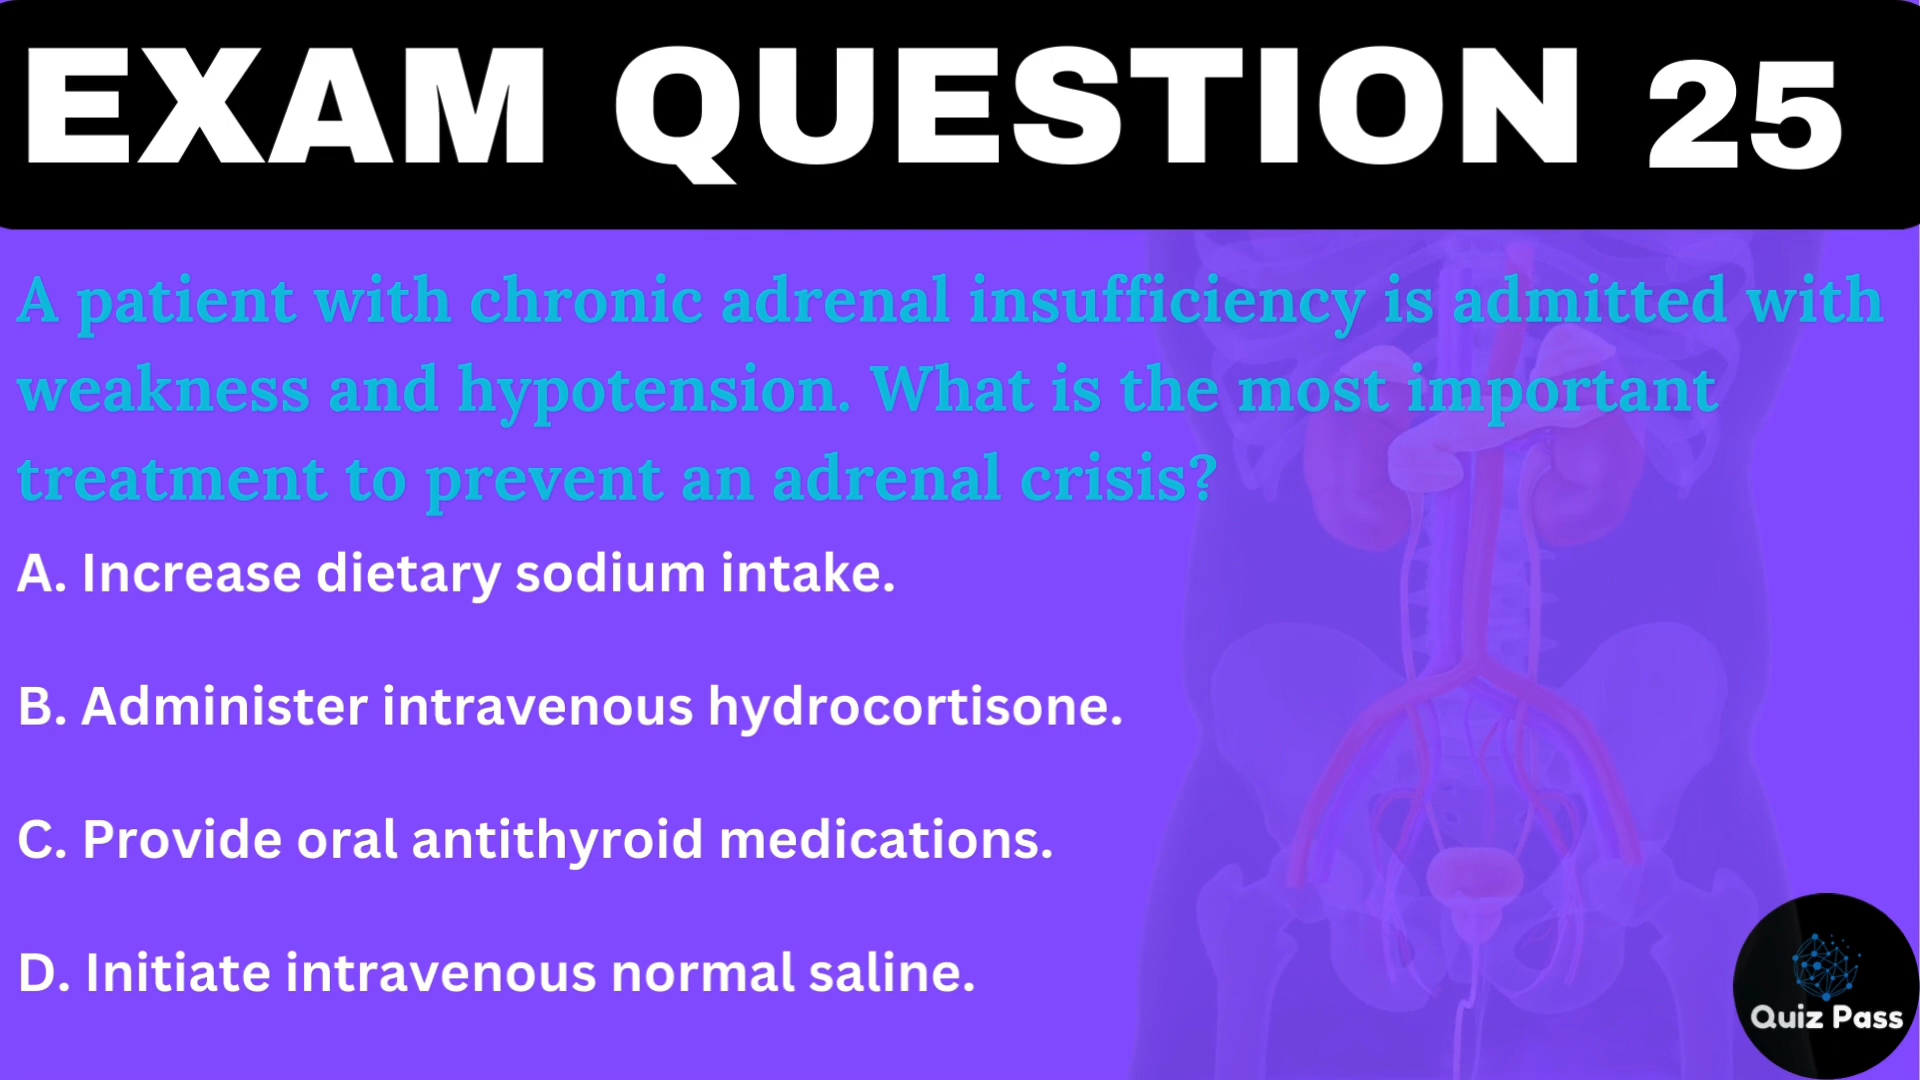 EXAM QUESTION 25
A patient with chronic adrenal insufficiency is admitted with
weakness and hypotension. What is the most important
treatment to prevent an adrenal crisis?
A. Increase dietary sodium intake.
B. Administer intravenous hydrocortisone.
C. Provide oral antithyroid medications.
D. Initiate intravenous normal saline.
Quiz Pass